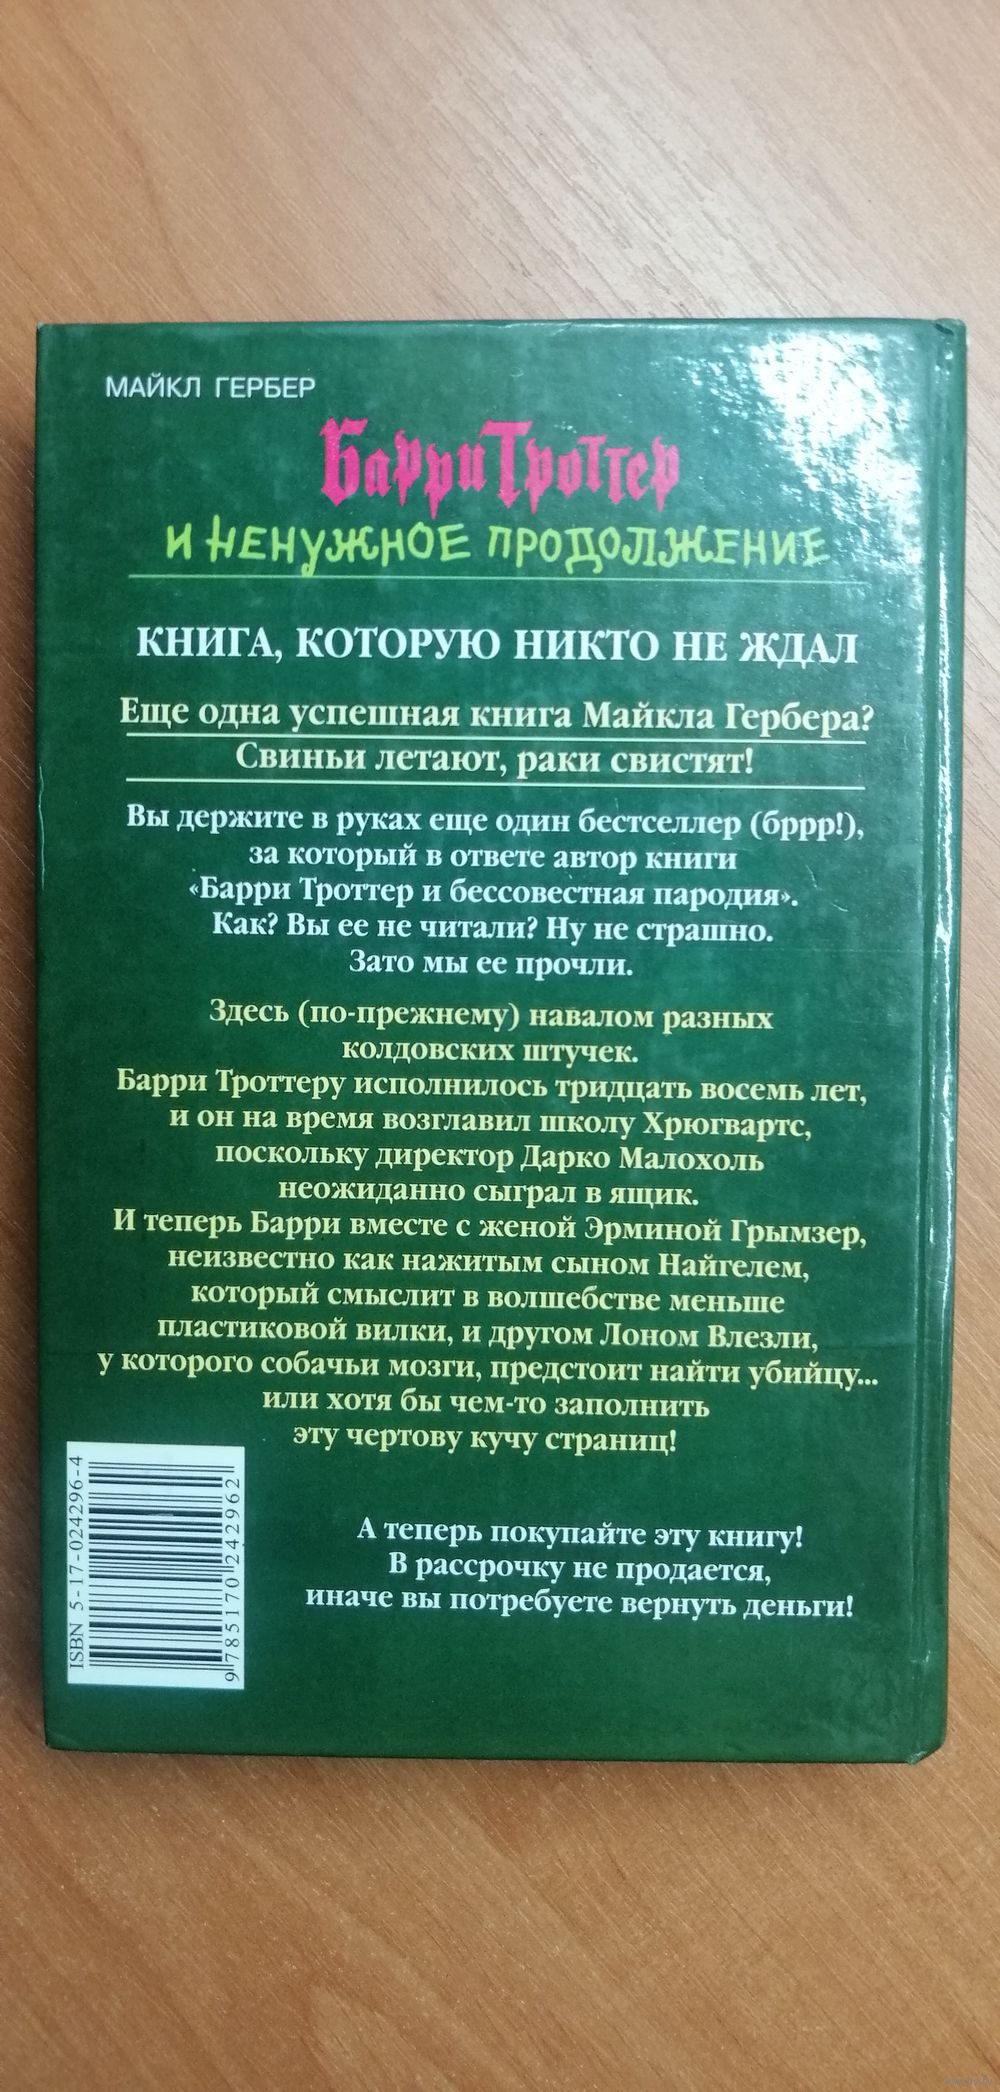 МАЙКЛ ГЕРБЕР
Барри Троттер
И НЕНУЖНОЕ ПРОДОЛЖЕНИЕ
КНИГА, КОТОРУЮ НИКТО НЕ ЖДАЛ
Еще одна успешная книга Майкла Гербера?
Свиньи летают, раки свистят!
Вы держите в руках еще один бестселлер (бррр!),
за который в ответе автор книги
«Барри Троттер и бессовестная пародия».
Как? Вы ее не читали? Ну не страшно.
Зато мы ее прочли.
Здесь (по-прежнему) навалом разных
колдовских штучек.
Барри Троттеру исполнилось тридцать восемь лет,
и он на время возглавил школу Хрюгвартс,
поскольку директор Дарко Малохоль
неожиданно сыграл в ящик.
И теперь Барри вместе с женой Эрминой Грымзер,
неизвестно как нажитым сыном Найгелем,
который смыслит в волшебстве меньше
пластиковой вилки, и другом Лоном Влезли,
у которого собачьи мозги, предстоит найти убийцу...
или хотя бы чем-то заполнить
эту чертову кучу страниц!
А теперь покупайте эту книгу!
В рассрочку не продается,
иначе вы потребуете вернуть деньги!
ISBN 5-17-024296-4
9785170242962